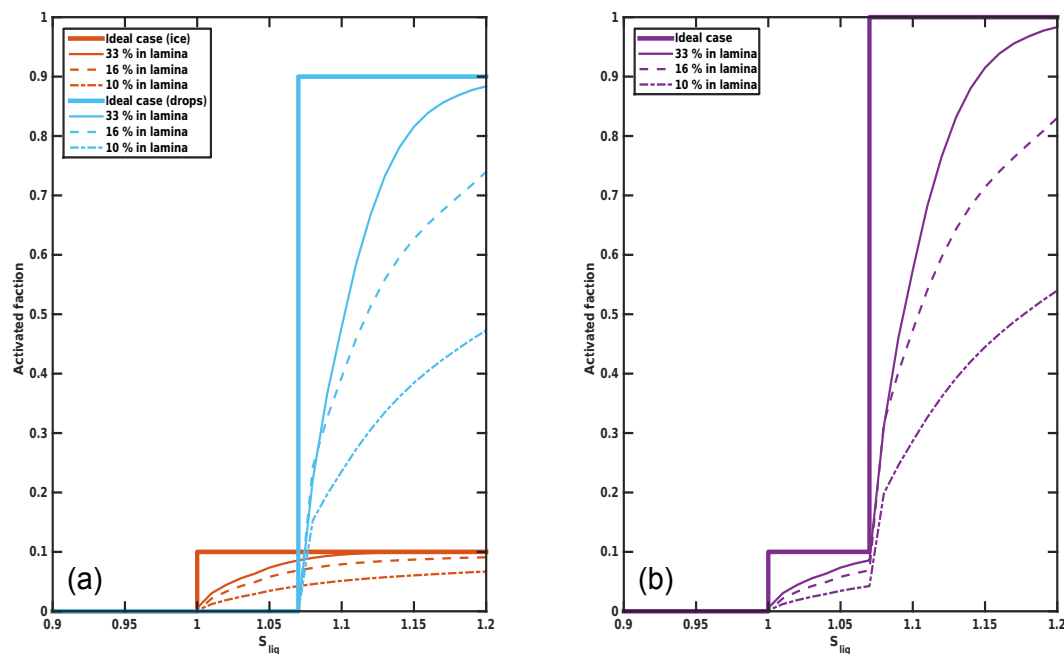 1
0.9
0.8
0.7
0.6
0.5
0.4
0.3
0.2
0.1
0
Activated faction
Ideal case (ice)
33 % in lamina
16 % in lamina
10 % in lamina
Ideal case (drops)
33 % in lamina
16 % in lamina
10 % in lamina
(a)
0.9 0.95 1 1.05 1.1 1.15 1.2
S_liq
1
0.9
0.8
0.7
0.6
0.5
0.4
0.3
0.2
0.1
0
Activated faction
Ideal case
33 % in lamina
16 % in lamina
10 % in lamina
(b)
0.9 0.95 1 1.05 1.1 1.15 1.2
S_liq